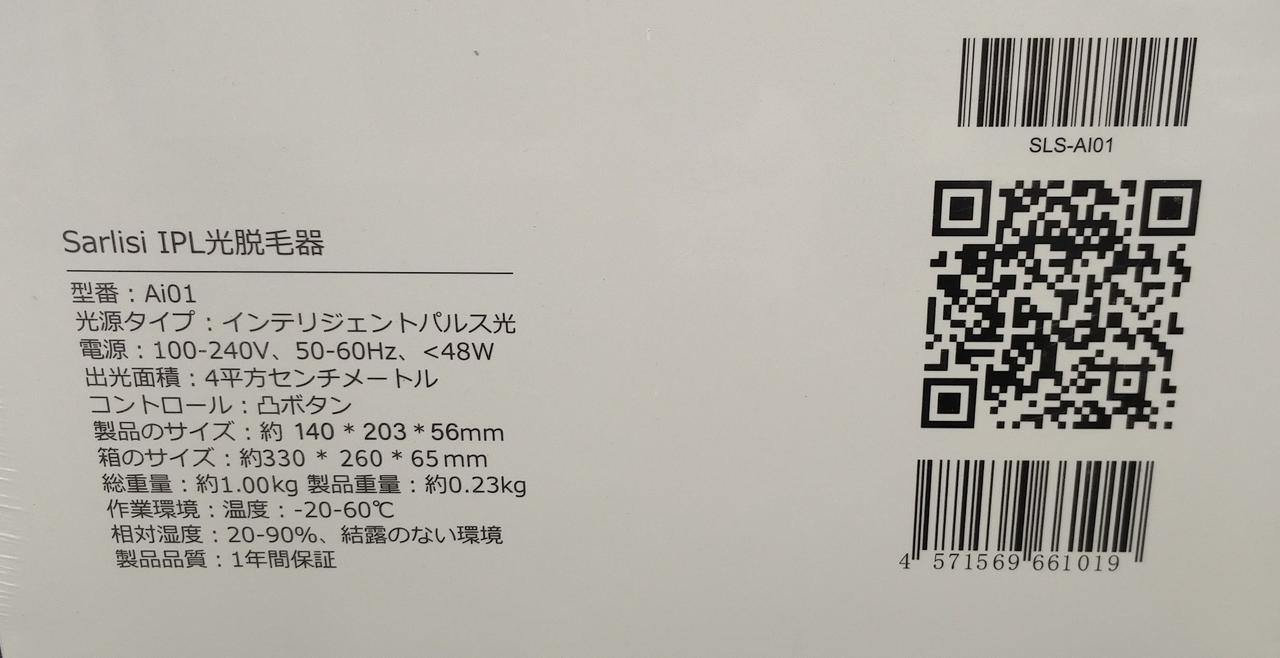 Sarlisi IPL光脱毛器
型番：Ai01
光源タイプ：インテリジェントパルス光
電源：100-240V、50-60Hz、<48W
出光面積：4平方センチメートル
コントロール：凸ボタン
製品のサイズ：約 140 * 203 * 56mm
箱のサイズ：約330 * 260 * 65mm
総重量：約1.00kg 製品重量：約0.23kg
作業環境：温度：-20-60℃
相対湿度：20-90%、結露のない環境
製品品質：1年間保証
SLS-AI01
4 571569 661019